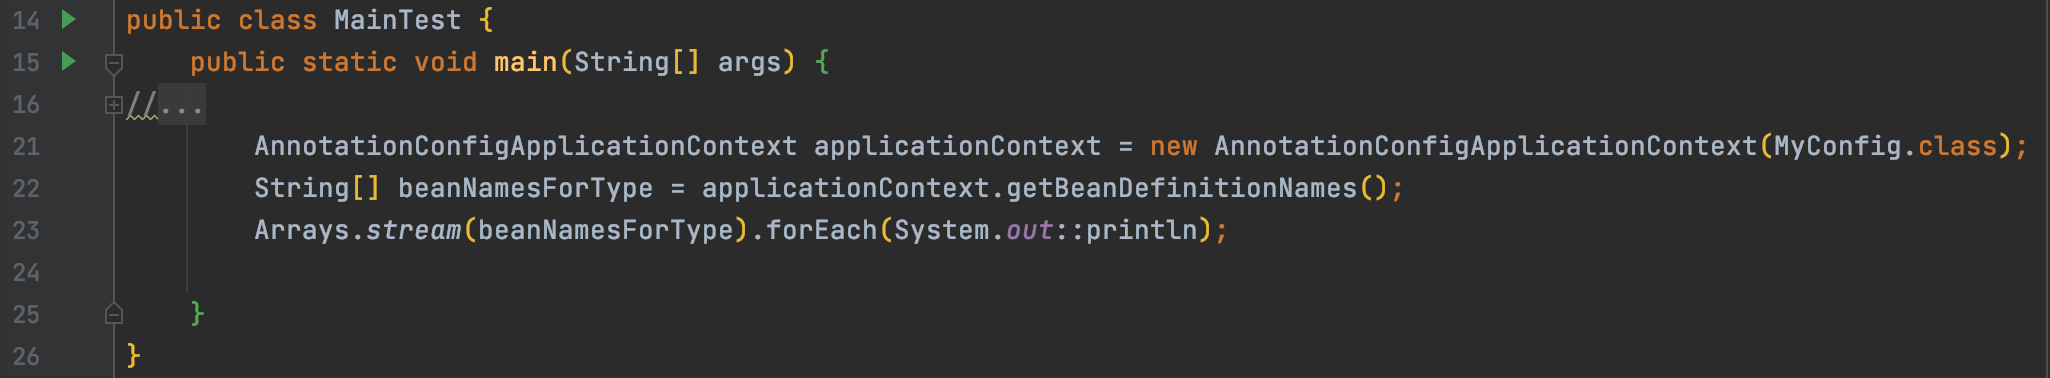 14 public class MainTest {
15 public static void main(String[] args) {
16 //...
21 AnnotationConfigApplicationContext applicationContext = new AnnotationConfigApplicationContext(MyConfig.class);
22 String[] beanNamesForType = applicationContext.getBeanDefinitionNames();
23 Arrays.stream(beanNamesForType).forEach(System.out::println);
24
25 }
26 }